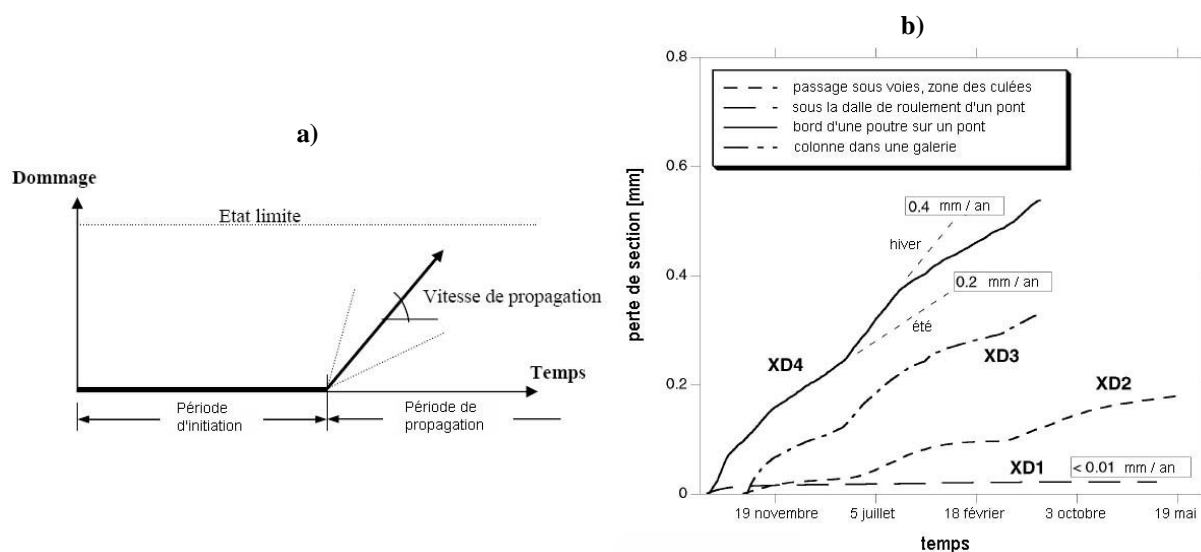 a)
Dommage
Etat limite
Vitesse de propagation
Temps
Période
d'initiation
Période de
propagation
b)
perte de section [mm]
0.8
0.6
0.4
0.2
0
passage sous voies, zone des culées
sous la dalle de roulement d'un pont
bord d'une poutre sur un pont
colonne dans une galerie
0.4 mm / an
hiver
0.2 mm / an
été
XD4
XD3
XD2
XD1
< 0.01 mm / an
19 novembre
5 juillet
18 février
3 octobre
19 mai
temps